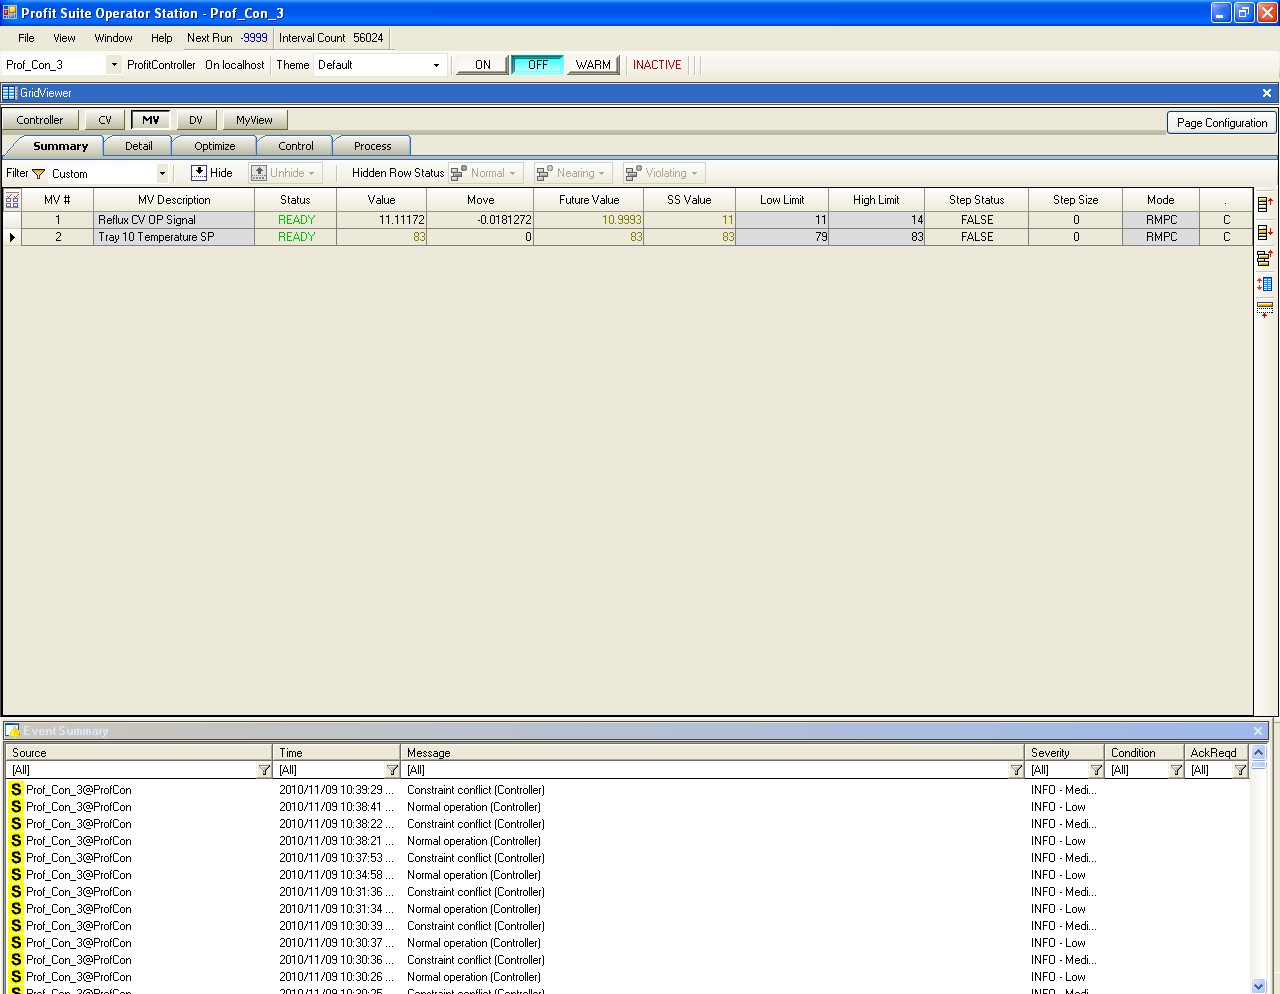 Profit Suite Operator Station - Prof_Con_3
File View Window Help Next Run -9999 Interval Count 56024
Prof_Con_3 ProfitController On localhost Theme Default ON OFF WARM INACTIVE
GridViewer
Controller CV MV DV MyView Page Configuration
Summary Detail Optimize Control Process
Filter Custom Hide Unhide Hidden Row Status Normal Nearing Violating
MV # MV Description Status Value Move Future Value SS Value Low Limit High Limit Step Status Step Size Mode .
1 Reflux CV OP Signal READY 11.11172 -0.0181272 10.9993 11 11 14 FALSE 0 RMPC C
2 Tray 10 Temperature SP READY 83 0 83 83 79 83 FALSE 0 RMPC C
Event Summary
Source Time Message Severity Condition AckReqd
[All] [All] [All] [All] [All] [All]
S Prof_Con_3@ProfCon 2010/11/09 10:39:29 ... Constraint conflict (Controller) INFO - Medi...
S Prof_Con_3@ProfCon 2010/11/09 10:38:41 ... Normal operation (Controller) INFO - Low
S Prof_Con_3@ProfCon 2010/11/09 10:38:22 ... Constraint conflict (Controller) INFO - Medi...
S Prof_Con_3@ProfCon 2010/11/09 10:38:21 ... Normal operation (Controller) INFO - Low
S Prof_Con_3@ProfCon 2010/11/09 10:37:53 ... Constraint conflict (Controller) INFO - Medi...
S Prof_Con_3@ProfCon 2010/11/09 10:34:58 ... Normal operation (Controller) INFO - Low
S Prof_Con_3@ProfCon 2010/11/09 10:31:36 ... Constraint conflict (Controller) INFO - Medi...
S Prof_Con_3@ProfCon 2010/11/09 10:31:34 ... Normal operation (Controller) INFO - Low
S Prof_Con_3@ProfCon 2010/11/09 10:30:39 ... Constraint conflict (Controller) INFO - Medi...
S Prof_Con_3@ProfCon 2010/11/09 10:30:37 ... Normal operation (Controller) INFO - Low
S Prof_Con_3@ProfCon 2010/11/09 10:30:36 ... Constraint conflict (Controller) INFO - Medi...
S Prof_Con_3@ProfCon 2010/11/09 10:30:26 ... Normal operation (Controller) INFO - Low
S Prof_Con_3@ProfCon 2010/11/09 10:30:25 ... Constraint conflict (Controller) INFO - Medi...